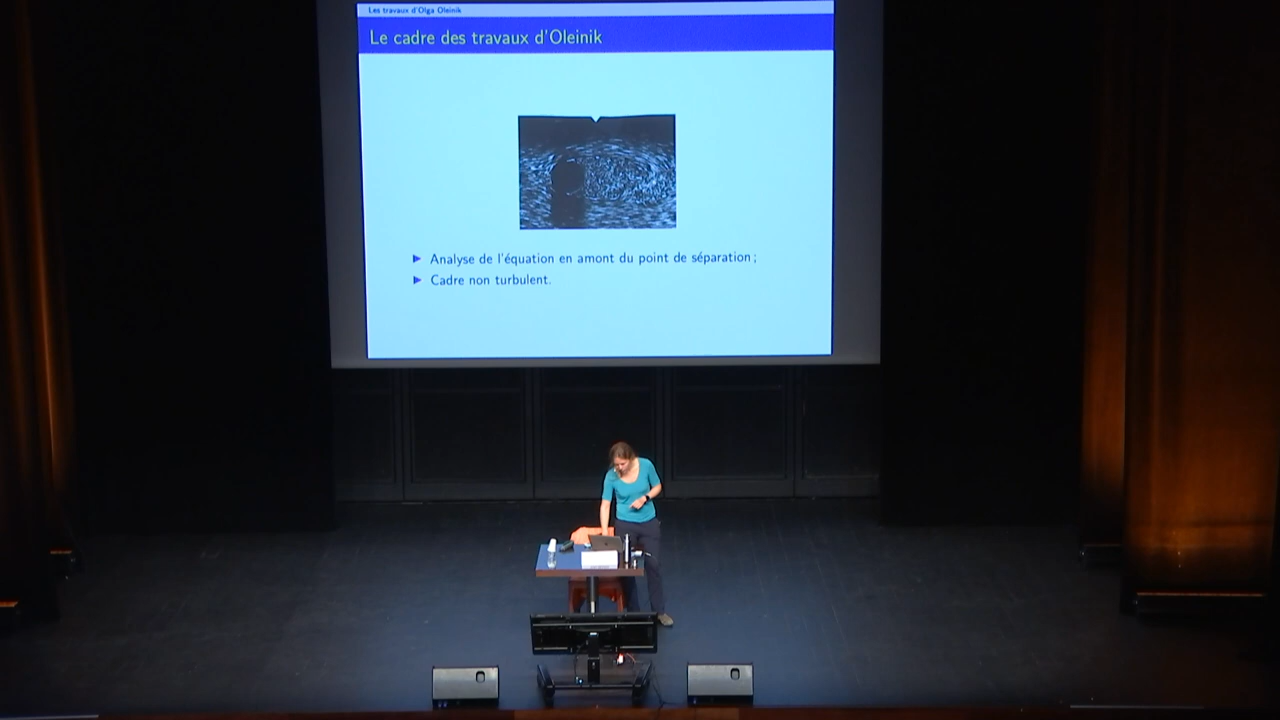 Les travaux d'Olga Oleinik
Le cadre des travaux d'Oleinik
▶ Analyse de l'équation en amont du point de séparation ;
▶ Cadre non turbulent.